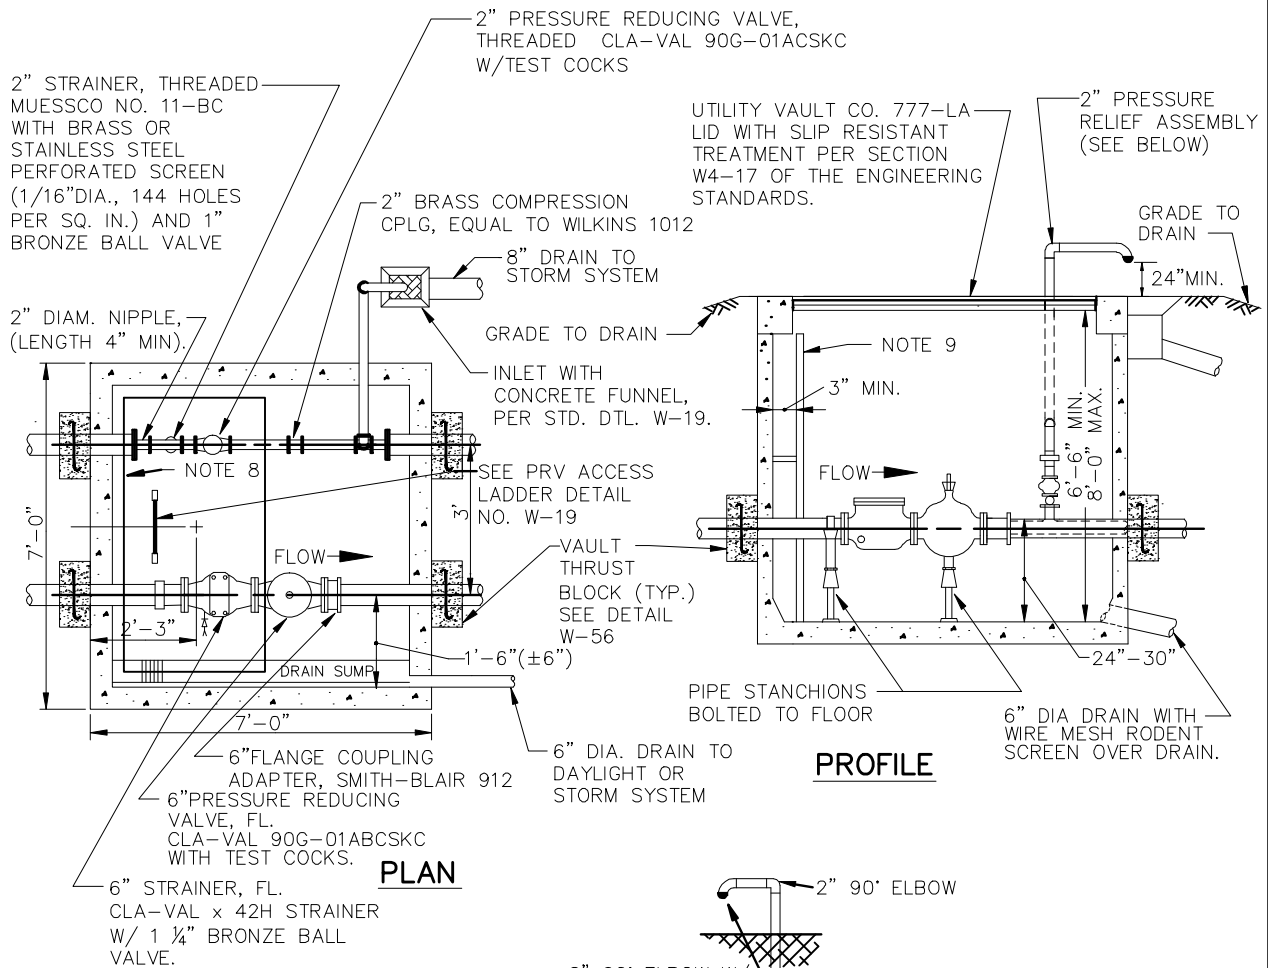 2” PRESSURE REDUCING VALVE,
THREADED CLA-VAL 90G-01ACSKC
W/TEST COCKS
2” STRAINER, THREADED
MUESSCO NO. 11-BC
WITH BRASS OR
STAINLESS STEEL
PERFORATED SCREEN
(1/16”DIA., 144 HOLES
PER SQ. IN.) AND 1”
BRONZE BALL VALVE
UTILITY VAULT CO. 777-LA
LID WITH SLIP RESISTANT
TREATMENT PER SECTION
W4-17 OF THE ENGINEERING
STANDARDS.
2” PRESSURE
RELIEF ASSEMBLY
(SEE BELOW)
2” BRASS COMPRESSION
CPLG, EQUAL TO WILKINS 1012
8” DRAIN TO
STORM SYSTEM
GRADE TO
DRAIN
24”MIN.
2” DIAM. NIPPLE,
(LENGTH 4” MIN).
GRADE TO DRAIN
NOTE 9
INLET WITH
CONCRETE FUNNEL,
PER STD. DTL. W-19.
3” MIN.
6’-6” MIN.
8’-0” MAX.
NOTE 8
SEE PRV ACCESS
LADDER DETAIL
NO. W-19
FLOW
3’
7’-0”
FLOW
VAULT
THRUST
BLOCK (TYP.)
SEE DETAIL
W-56
2’-3”
1’-6”(±6”)
DRAIN SUMP
24”-30”
7’-0”
PIPE STANCHIONS
BOLTED TO FLOOR
6” DIA DRAIN WITH
WIRE MESH RODENT
SCREEN OVER DRAIN.
6”FLANGE COUPLING
ADAPTER, SMITH-BLAIR 912
6” DIA. DRAIN TO
DAYLIGHT OR
STORM SYSTEM
PROFILE
6”PRESSURE REDUCING
VALVE, FL.
CLA-VAL 90G-01ABCSKC
WITH TEST COCKS.
PLAN
6” STRAINER, FL.
CLA-VAL x 42H STRAINER
W/ 1 ¼” BRONZE BALL
VALVE.
2” 90° ELBOW